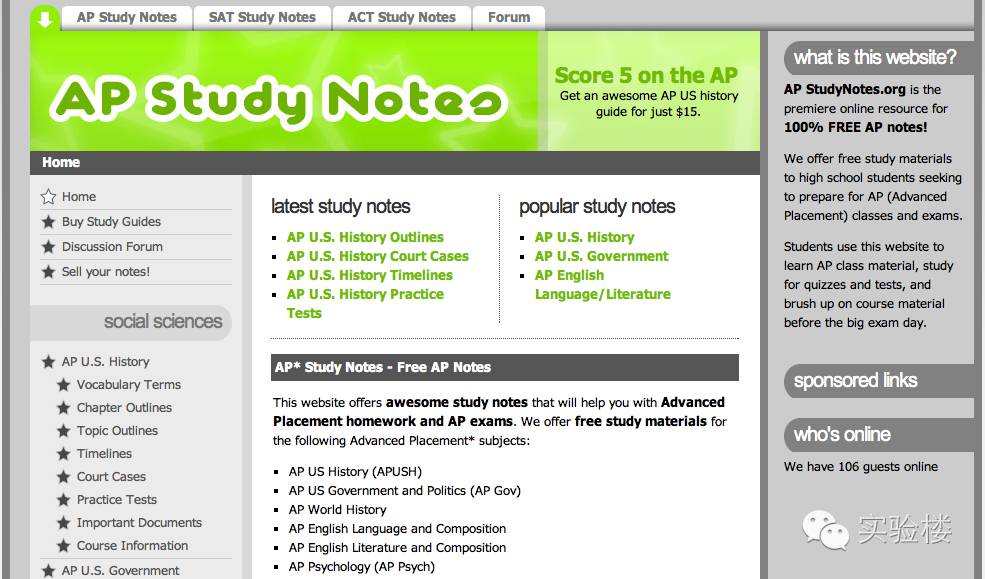 AP Study Notes
SAT Study Notes
ACT Study Notes
Forum
AP Study Notes
Score 5 on the AP
Get an awesome AP US history
guide for just $15.
Home
Home
Buy Study Guides
Discussion Forum
Sell your notes!
social sciences
AP U.S. History
Vocabulary Terms
Chapter Outlines
Topic Outlines
Timelines
Court Cases
Practice Tests
Important Documents
Course Information
AP U.S. Government
latest study notes
AP U.S. History Outlines
AP U.S. History Court Cases
AP U.S. History Timelines
AP U.S. History Practice
Tests
popular study notes
AP U.S. History
AP U.S. Government
AP English
Language/Literature
AP* Study Notes - Free AP Notes
This website offers awesome study notes that will help you with Advanced
Placement homework and AP exams. We offer free study materials for
the following Advanced Placement* subjects:
AP US History (APUSH)
AP US Government and Politics (AP Gov)
AP World History
AP English Language and Composition
AP English Literature and Composition
AP Psychology (AP Psych)
what is this website?
AP StudyNotes.org is the
premiere online resource for
100% FREE AP notes!
We offer free study materials
to high school students seeking
to prepare for AP (Advanced
Placement) classes and exams.
Students use this website to
learn AP class material, study
for quizzes and tests, and
brush up on course material
before the big exam day.
sponsored links
who's online
We have 106 guests online
实验楼